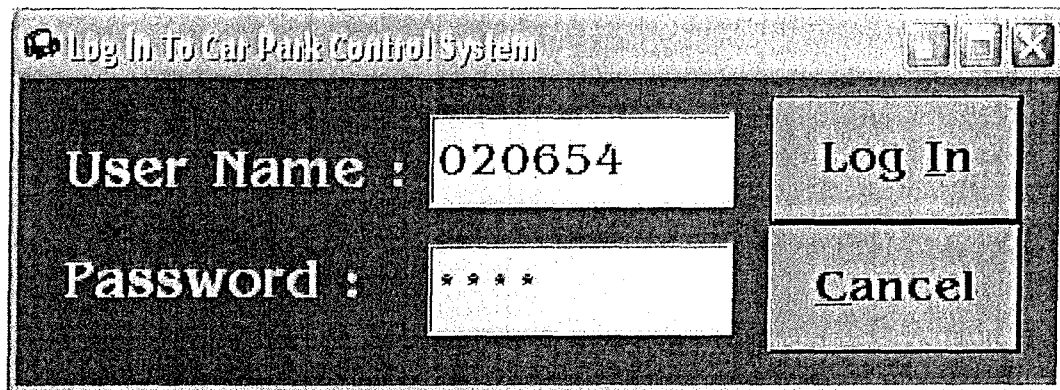 Log In To Car Park Control System
User Name : 020654
Log In
Password : ****
Cancel